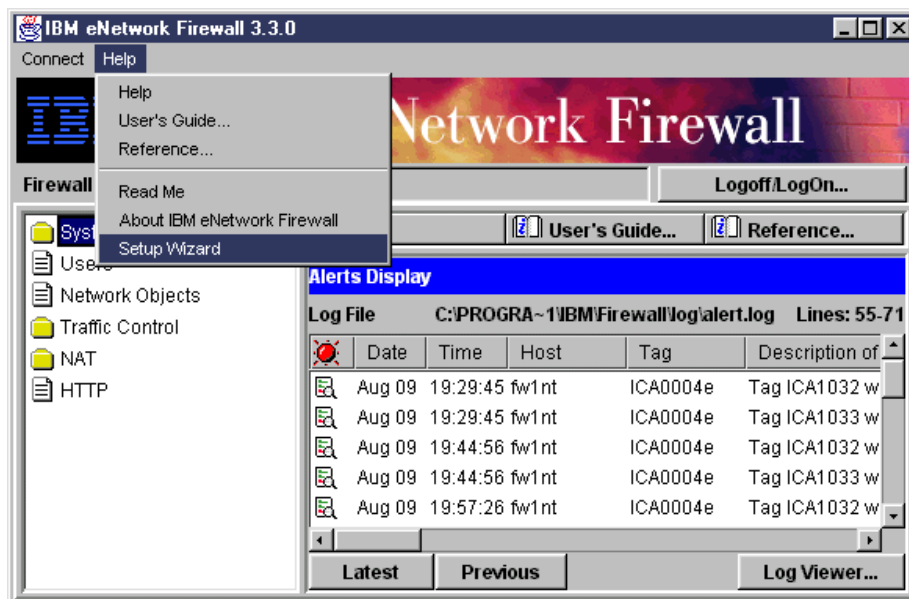 IBM eNetwork Firewall 3.3.0
Connect Help
Help
User's Guide...
Reference...
Read Me
About IBM eNetwork Firewall
Setup Wizard
IBM
Network Firewall
Firewall
Logoff/LogOn...
User's Guide...
Reference...
Syst
Users
Network Objects
Traffic Control
NAT
HTTP
Alerts Display
Log File C:\PROGRA~1\IBM\Firewall\log\alert.log Lines: 55-71
Date Time Host Tag Description of
Aug 09 19:29:45 fw1nt ICA0004e Tag ICA1032 w
Aug 09 19:29:45 fw1nt ICA0004e Tag ICA1033 w
Aug 09 19:44:56 fw1nt ICA0004e Tag ICA1032 w
Aug 09 19:44:56 fw1nt ICA0004e Tag ICA1033 w
Aug 09 19:57:26 fw1nt ICA0004e Tag ICA1032 w
Latest Previous Log Viewer...